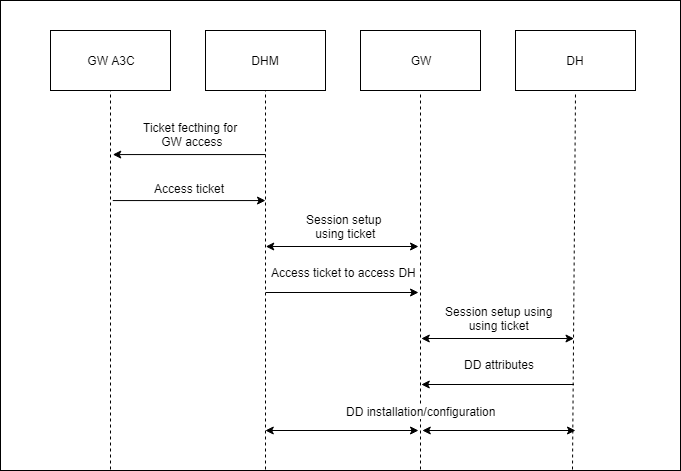 GW A3C
DHM
GW
DH
Ticket fecthing for
GW access
Access ticket
Session setup
using ticket
Access ticket to access DH
Session setup using
using ticket
DD attributes
DD installation/configuration